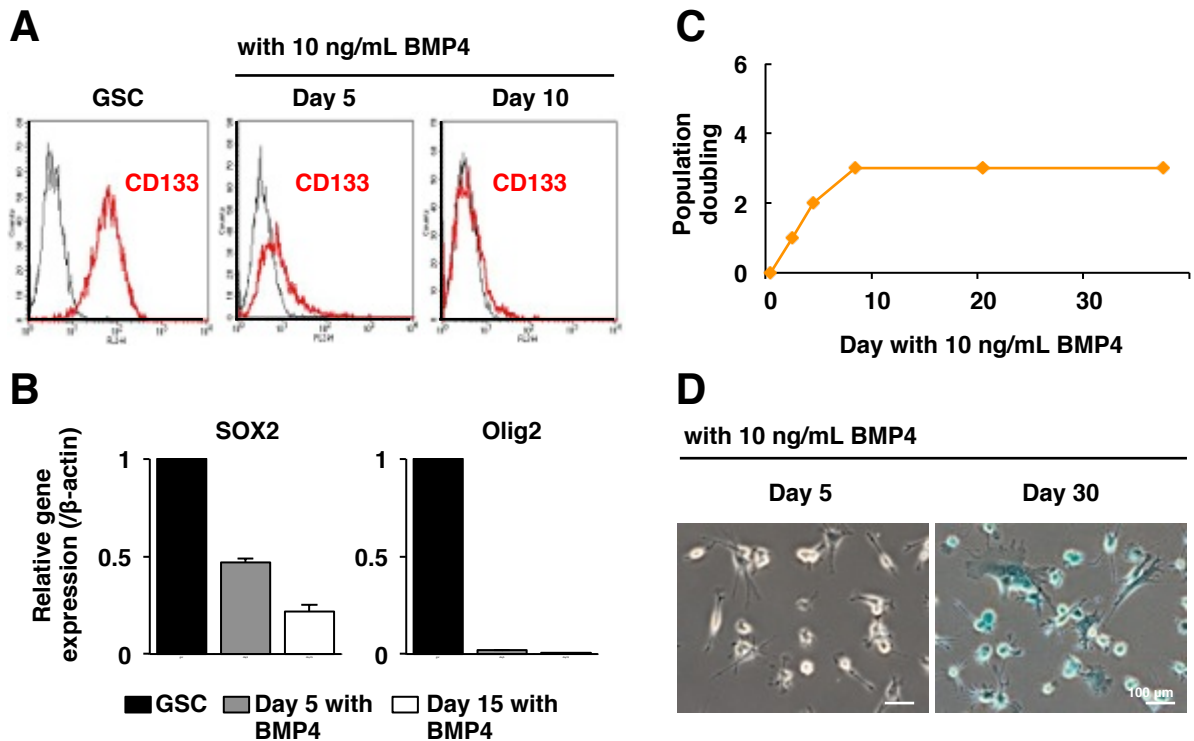 A
with 10 ng/mL BMP4
GSC
Day 5
Day 10
CD133
CD133
CD133
Counts
Counts
Counts
B
SOX2
Olig2
Relative gene
expression (/β-actin)
1
0.5
0
1
0.5
0
GSC
Day 5 with
BMP4
Day 15 with
BMP4
C
Population
doubling
6
4
2
0
0
10
20
30
Day with 10 ng/mL BMP4
D
with 10 ng/mL BMP4
Day 5
Day 30
100 µm